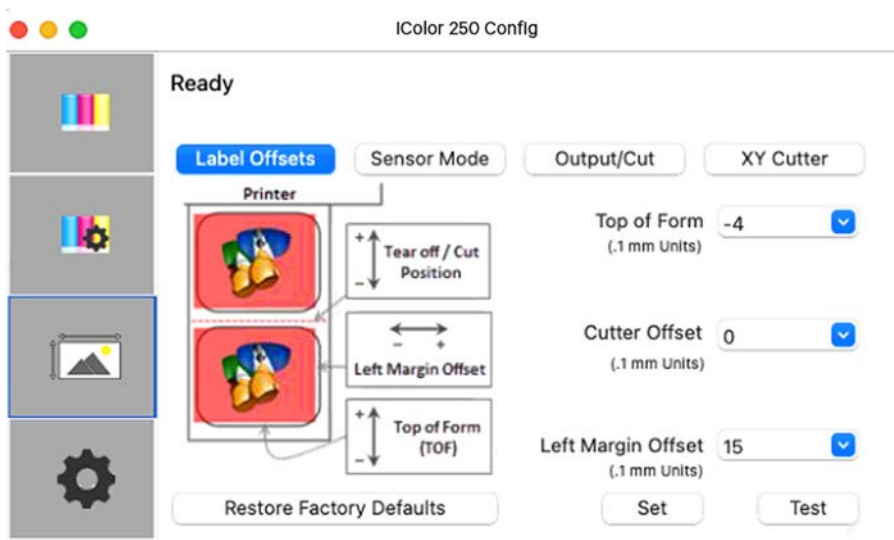 IColor 250 Config
Ready
Label Offsets
Sensor Mode
Output/Cut
XY Cutter
Printer
+
Tear off / Cut
Position
–
– +
Left Margin Offset
+
Top of Form
(TOF)
–
Top of Form
-4
(.1 mm Units)
Cutter Offset
0
(.1 mm Units)
Left Margin Offset
15
(.1 mm Units)
Restore Factory Defaults
Set
Test